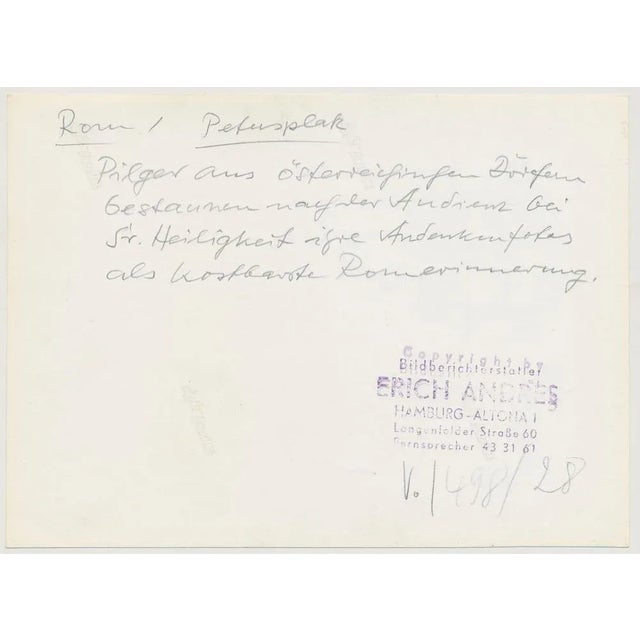 Rom / Petersplatz
Pilger aus österreichischen Dörfern
bestaunen nach der Audienz bei
Sr. Heiligkeit ihre Andenkenfotos
als kostbarste Romerinnerung.
Copyright by
Bildberichterstatter
ERICH ANDRES
HAMBURG-ALTONA 1
Langenfelder Straße 60
Fernsprecher 43 31 61
V. / 498 / 28